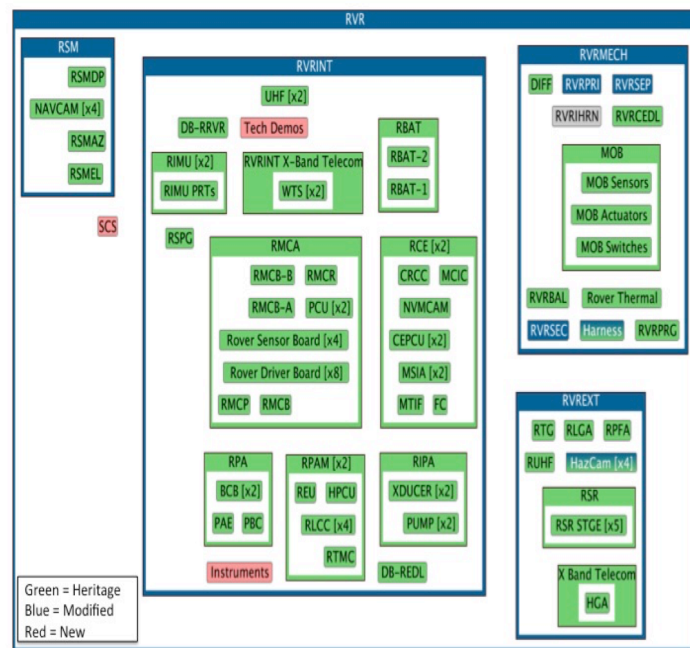 RVR
RSM
RSMDP
NAVCAM [x4]
RSMAZ
RSMEL
SCS
RVRINT
UHF [x2]
DB-RRVR
Tech Demos
RIMU [x2]
RIMU PRTs
RVRINT X-Band Telecom
WTS [x2]
RBAT
RBAT-2
RBAT-1
RSPG
RMCA
RMCB-B
RMCR
RMCB-A
PCU [x2]
Rover Sensor Board [x4]
Rover Driver Board [x8]
RMCP
RMCB
RCE [x2]
CRCC
MCIC
NVMCAM
CEPCU [x2]
MSIA [x2]
MTIF
FC
RPA
BCB [x2]
PAE
PBC
RPAM [x2]
REU
HPCU
RLCC [x4]
RTMC
RIPA
XDUCER [x2]
PUMP [x2]
Instruments
DB-REDL
RVRMECH
DIFF
RVRPRI
RVRSEP
RVRIHRN
RVRCEDL
MOB
MOB Sensors
MOB Actuators
MOB Switches
RVRBAL
Rover Thermal
RVRSEC
Harness
RVRPRG
RVREXT
RTG
RLGA
RPFA
RUHF
HazCam [x4]
RSR
RSR STGE [x5]
X Band Telecom
HGA
Green = Heritage
Blue = Modified
Red = New